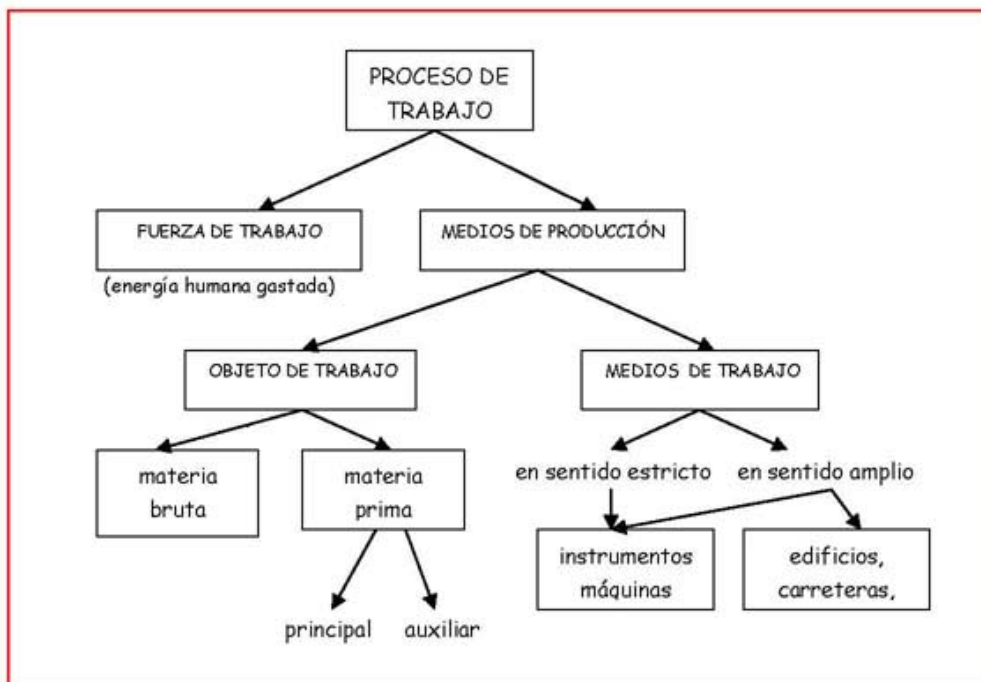 PROCESO DE
TRABAJO
FUERZA DE TRABAJO
MEDIOS DE PRODUCCIÓN
(energía humana gastada)
OBJETO DE TRABAJO
MEDIOS DE TRABAJO
materia
bruta
materia
prima
en sentido estricto
en sentido amplio
instrumentos
máquinas
edificios,
carreteras,
principal
auxiliar